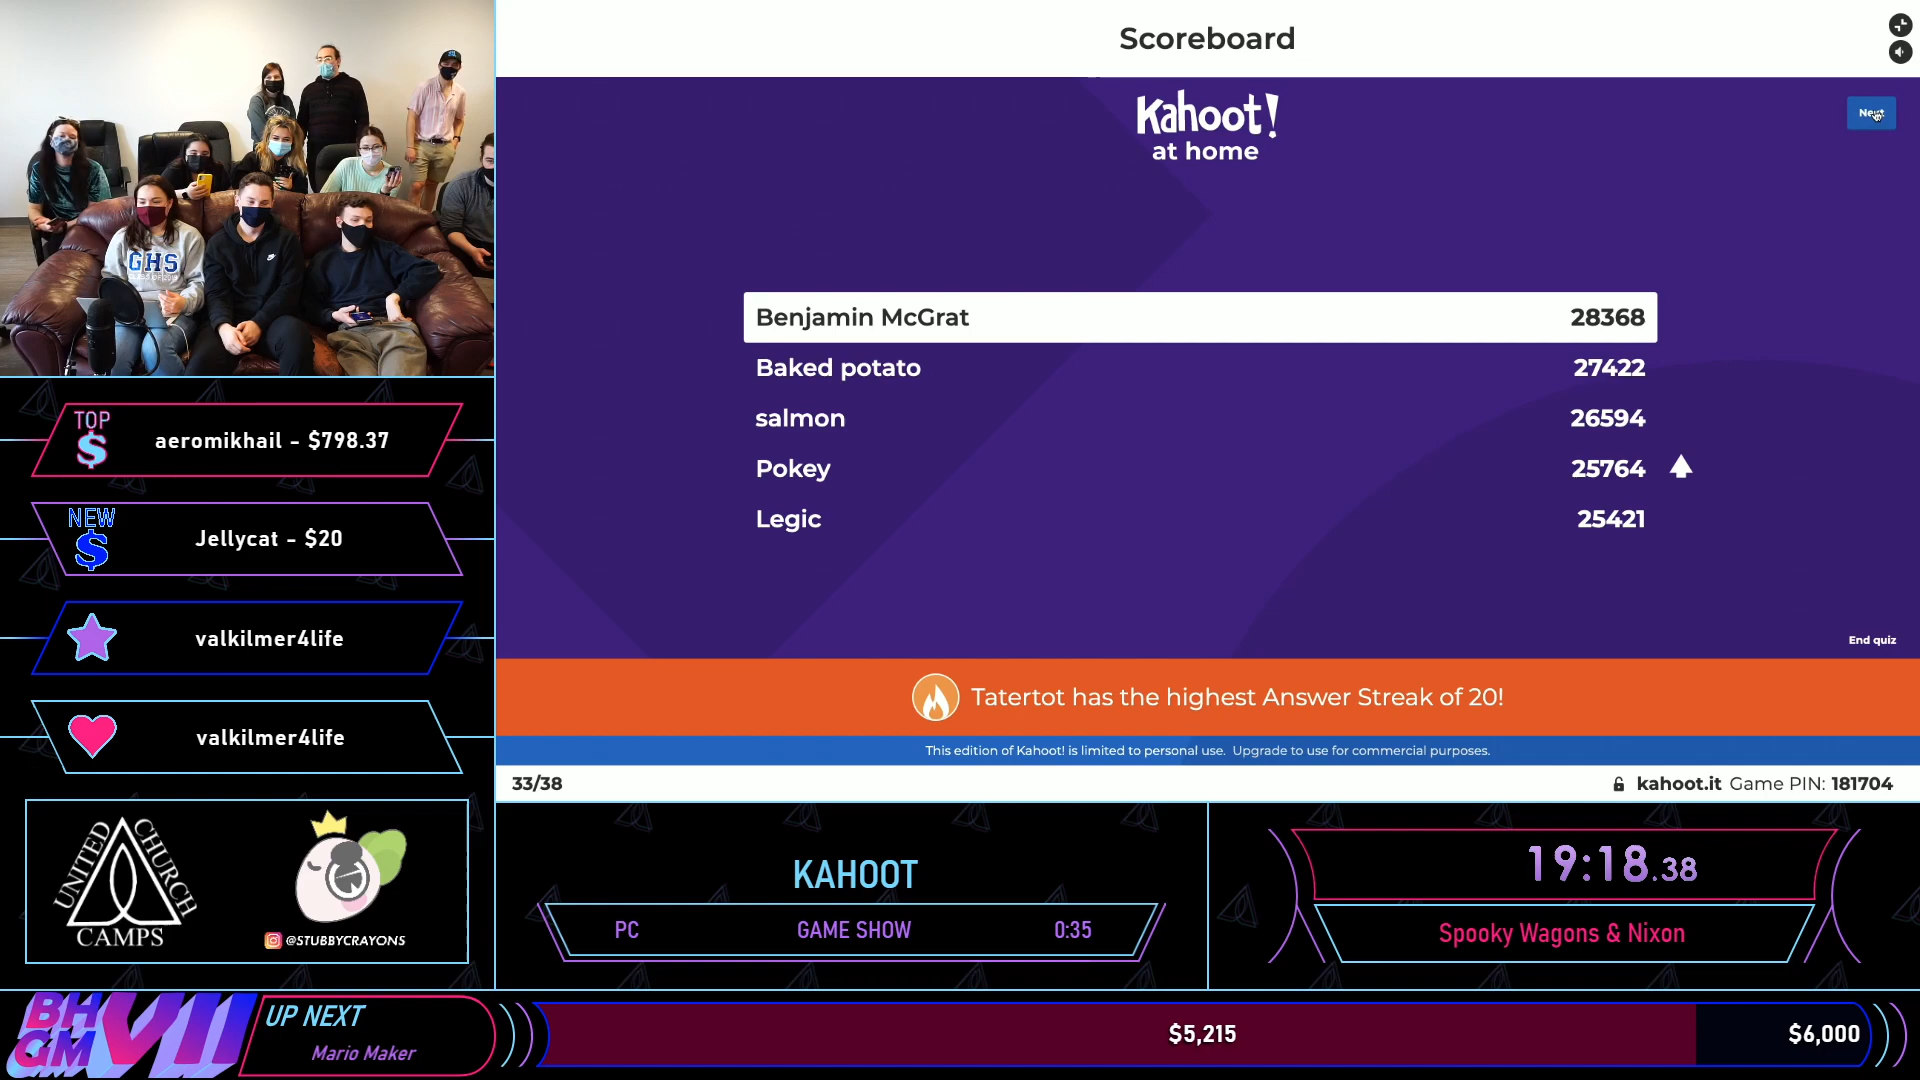 Scoreboard
Kahoot!
at home
Next
Benjamin McGrat 28368
Baked potato 27422
salmon 26594
Pokey 25764
Legic 25421
End quiz
Tatertot has the highest Answer Streak of 20!
This edition of Kahoot! is limited to personal use. Upgrade to use for commercial purposes.
33/38
kahoot.it Game PIN: 181704
GHS
TOP
$
aeromikhail - $798.37
NEW
$
Jellycat - $20
valkilmer4life
valkilmer4life
UNITED CHURCH
CAMPS
@STUBBYCRAYONS
KAHOOT
PC GAME SHOW 0:35
19:18.38
Spooky Wagons & Nixon
BH
GM VII
UP NEXT
Mario Maker
$5,215
$6,000